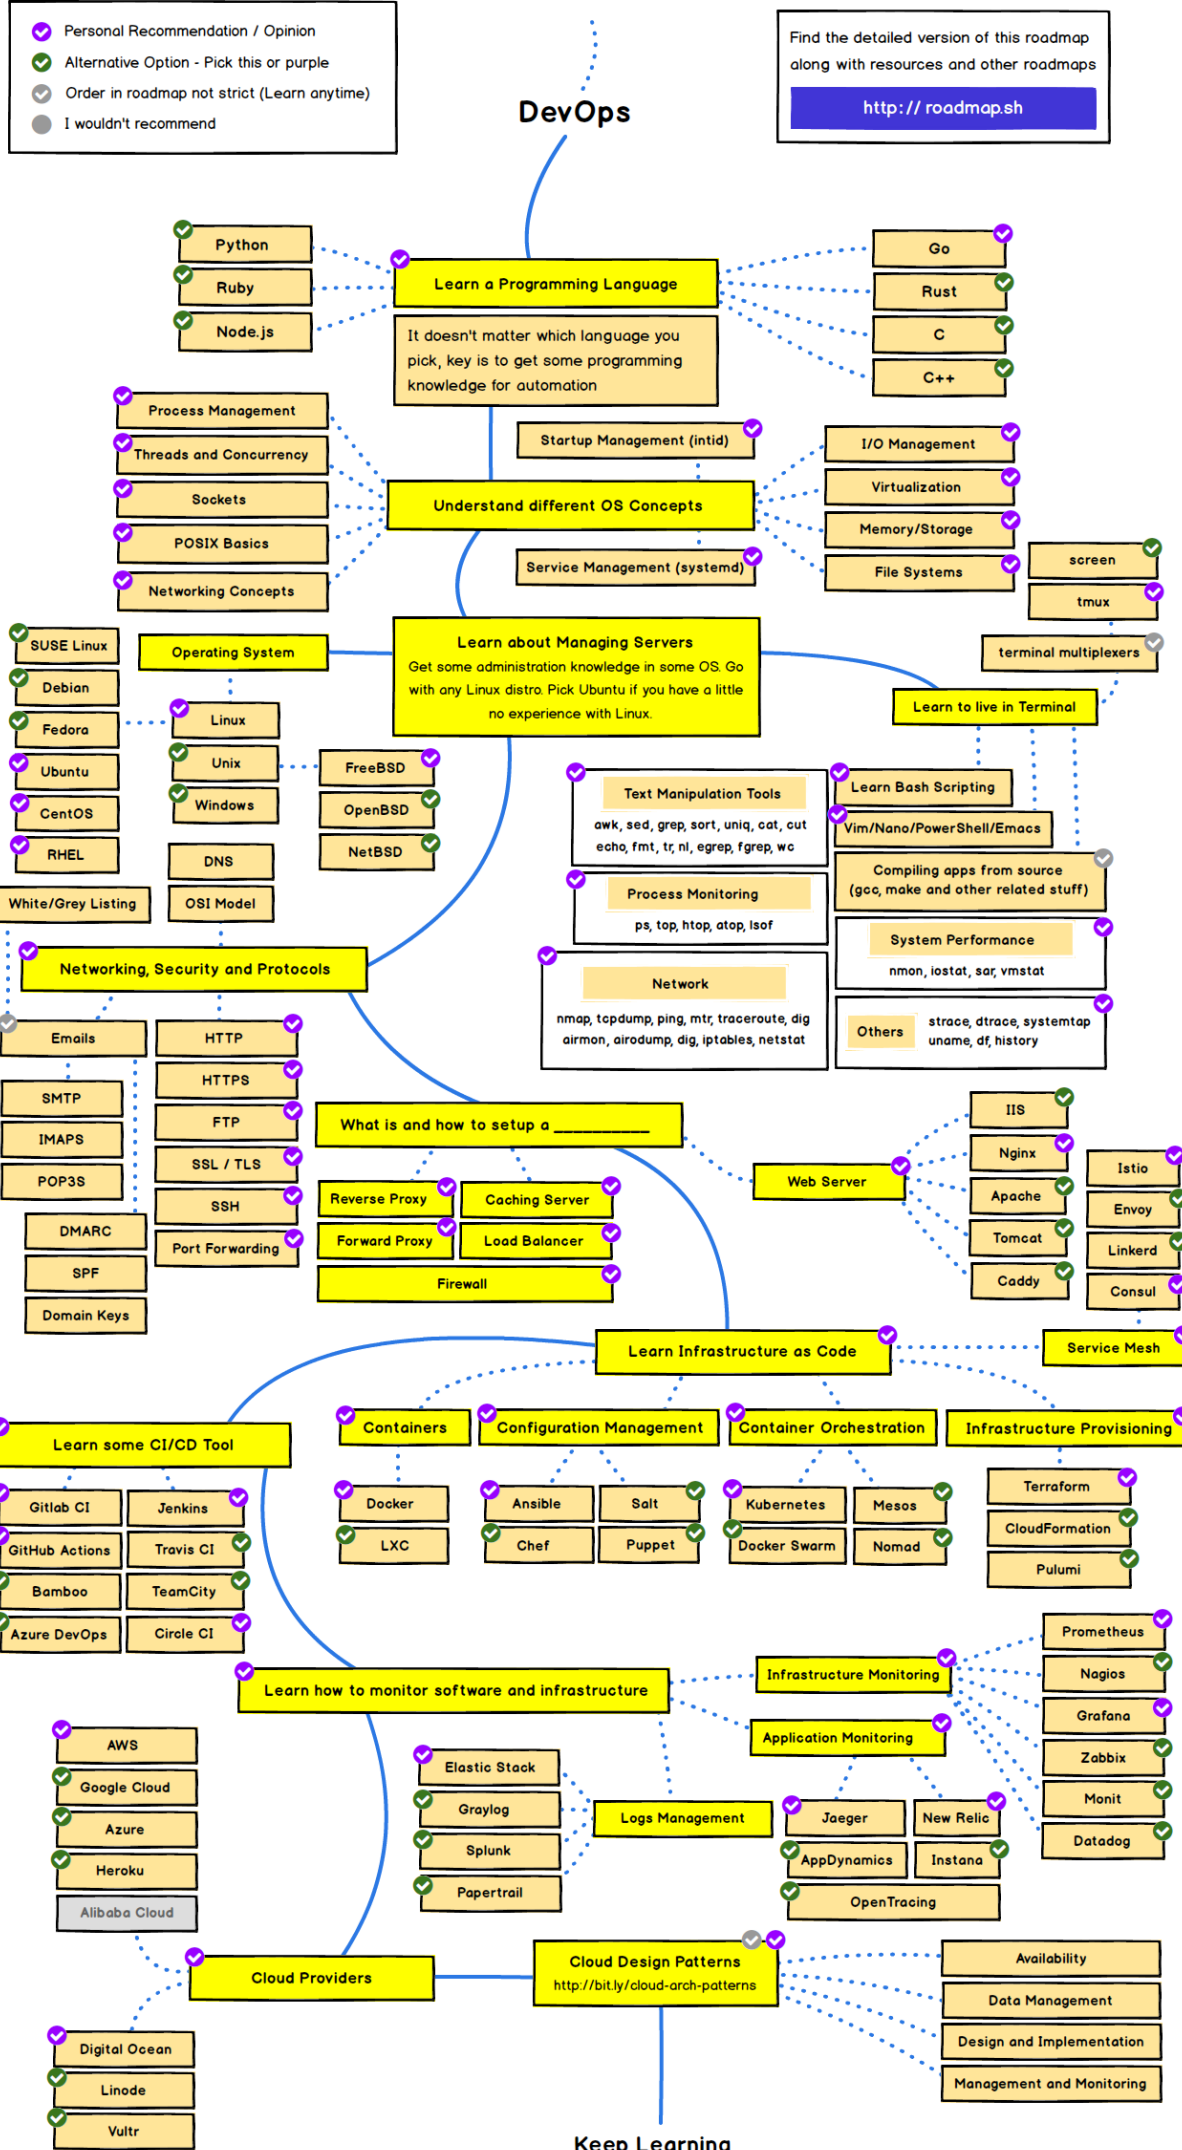 Personal Recommendation / Opinion
Alternative Option - Pick this or purple
Order in roadmap not strict (Learn anytime)
I wouldn't recommend
DevOps
Find the detailed version of this roadmap
along with resources and other roadmaps
http:// roadmap.sh
Python
Ruby
Node.js
Learn a Programming Language
It doesn't matter which language you
pick, key is to get some programming
knowledge for automation
Go
Rust
C
C++
Process Management
Threads and Concurrency
Sockets
POSIX Basics
Networking Concepts
Startup Management (intid)
Understand different OS Concepts
Service Management (systemd)
I/O Management
Virtualization
Memory/Storage
File Systems
screen
tmux
terminal multiplexers
Learn to live in Terminal
Learn about Managing Servers
Get some administration knowledge in some OS. Go
with any Linux distro. Pick Ubuntu if you have a little
no experience with Linux.
Operating System
SUSE Linux
Debian
Fedora
Ubuntu
CentOS
RHEL
Linux
Unix
Windows
FreeBSD
OpenBSD
NetBSD
DNS
OSI Model
White/Grey Listing
Text Manipulation Tools
awk, sed, grep, sort, uniq, cat, cut
echo, fmt, tr, nl, egrep, fgrep, wc
Process Monitoring
ps, top, htop, atop, lsof
Network
nmap, tcpdump, ping, mtr, traceroute, dig
airmon, airodump, dig, iptables, netstat
Learn Bash Scripting
Vim/Nano/PowerShell/Emacs
Compiling apps from source
(gcc, make and other related stuff)
System Performance
nmon, iostat, sar, vmstat
Others
strace, dtrace, systemtap
uname, df, history
Networking, Security and Protocols
Emails
SMTP
IMAPS
POP3S
DMARC
SPF
Domain Keys
HTTP
HTTPS
FTP
SSL / TLS
SSH
Port Forwarding
What is and how to setup a __________
Reverse Proxy
Caching Server
Forward Proxy
Load Balancer
Firewall
Web Server
IIS
Nginx
Apache
Tomcat
Caddy
Istio
Envoy
Linkerd
Consul
Service Mesh
Learn Infrastructure as Code
Containers
Configuration Management
Container Orchestration
Infrastructure Provisioning
Docker
LXC
Ansible
Salt
Chef
Puppet
Kubernetes
Mesos
Docker Swarm
Nomad
Terraform
CloudFormation
Pulumi
Learn some CI/CD Tool
Gitlab CI
Jenkins
GitHub Actions
Travis CI
Bamboo
TeamCity
Azure DevOps
Circle CI
Learn how to monitor software and infrastructure
Infrastructure Monitoring
Prometheus
Nagios
Grafana
Zabbix
Monit
Datadog
Application Monitoring
Jaeger
New Relic
AppDynamics
Instana
OpenTracing
Logs Management
Elastic Stack
Graylog
Splunk
Papertrail
AWS
Google Cloud
Azure
Heroku
Alibaba Cloud
Cloud Providers
Digital Ocean
Linode
Vultr
Cloud Design Patterns
http://bit.ly/cloud-arch-patterns
Availability
Data Management
Design and Implementation
Management and Monitoring
Keep Learning